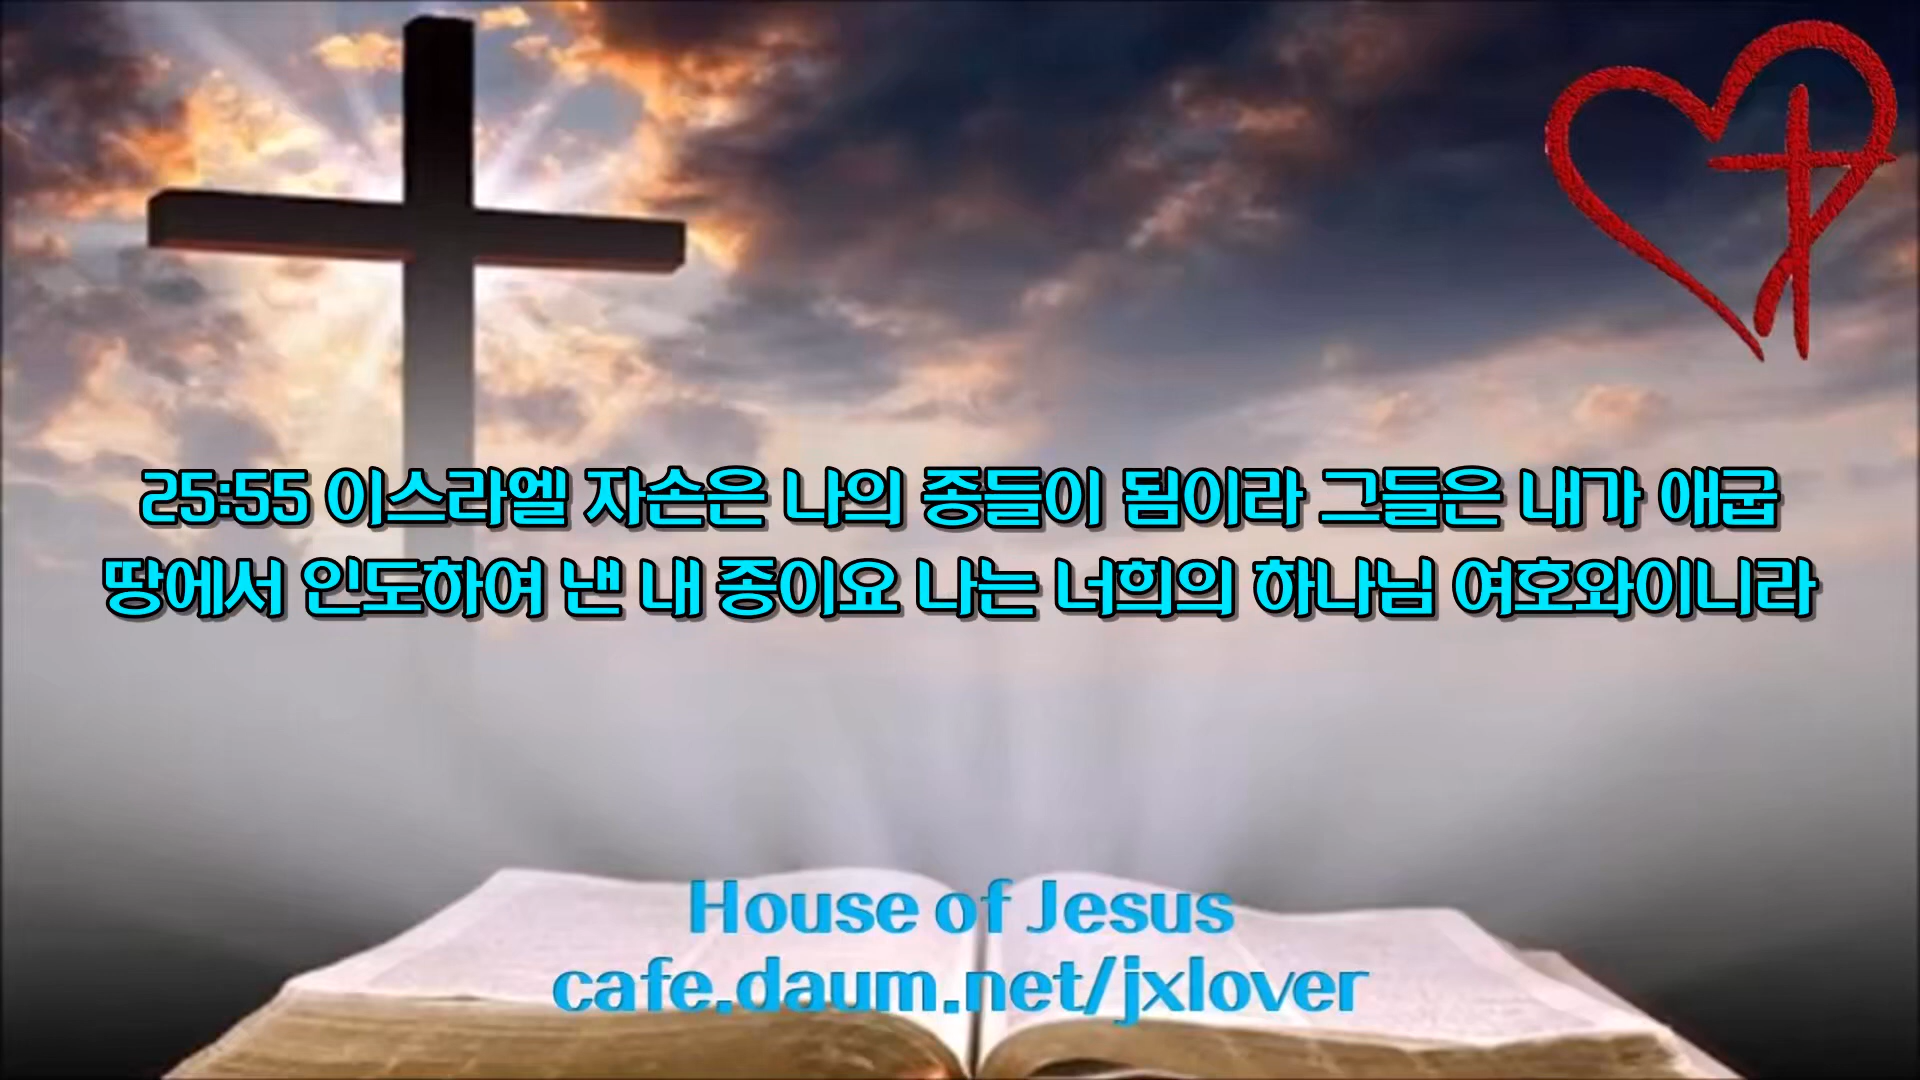 25:55 이스라엘 자손은 나의 종들이 됨이라 그들은 내가 애굽
땅에서 인도하여 낸 내 종이요 나는 너희의 하나님 여호와이니라
House of Jesus
cafe.daum.net/jxlover